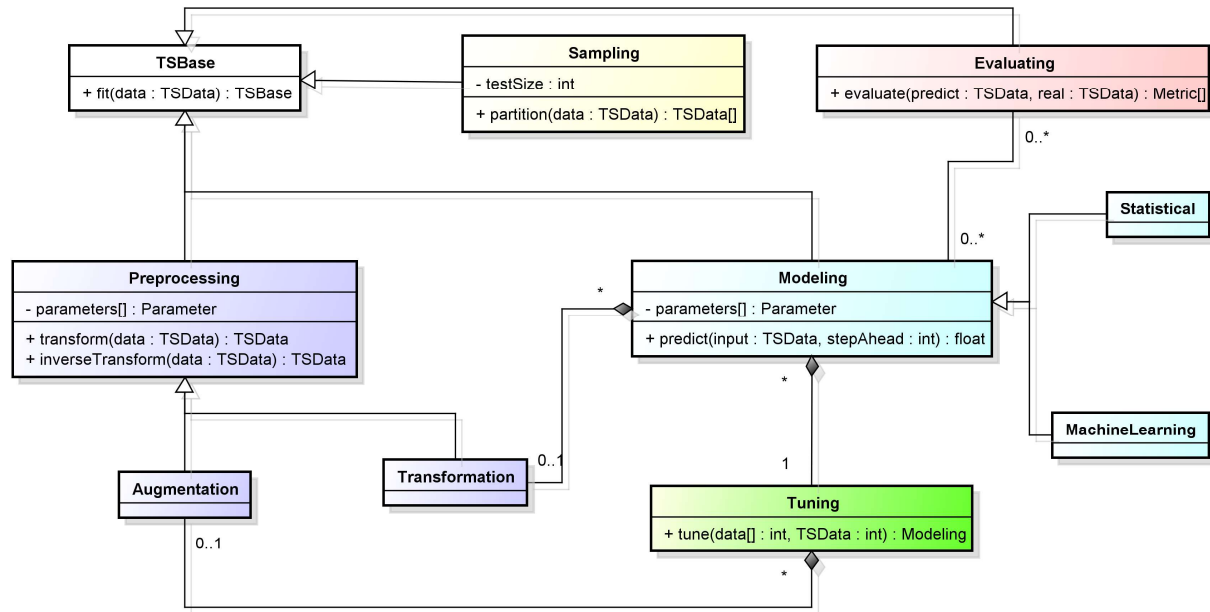 TSBase
+ fit(data : TSData) : TSBase
Sampling
- testSize : int
+ partition(data : TSData) : TSData[]
Evaluating
+ evaluate(predict : TSData, real : TSData) : Metric[]
0..*
0..*
Statistical
Preprocessing
- parameters[] : Parameter
+ transform(data : TSData) : TSData
+ inverseTransform(data : TSData) : TSData
*
Modeling
- parameters[] : Parameter
+ predict(input : TSData, stepAhead : int) : float
*
MachineLearning
0..1
1
Augmentation
Transformation
0..1
Tuning
+ tune(data[] : int, TSData : int) : Modeling
*